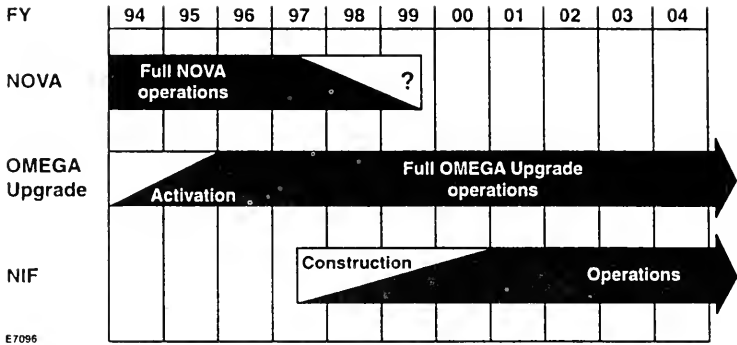 FY 94 95 96 97 98 99 00 01 02 03 04
NOVA
Full NOVA
operations
?
OMEGA
Upgrade
Activation
Full OMEGA Upgrade
operations
NIF
Construction
Operations
E7096